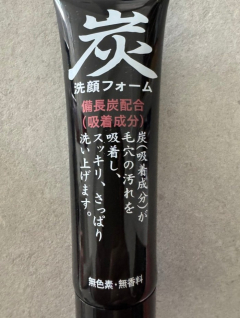 炭
洗顔フォーム
備長炭配合
(吸着成分)
炭(吸着成分)が
毛穴の汚れを
吸着し、
スッキリ、さっぱり
洗い上げます。
無色素・無香料